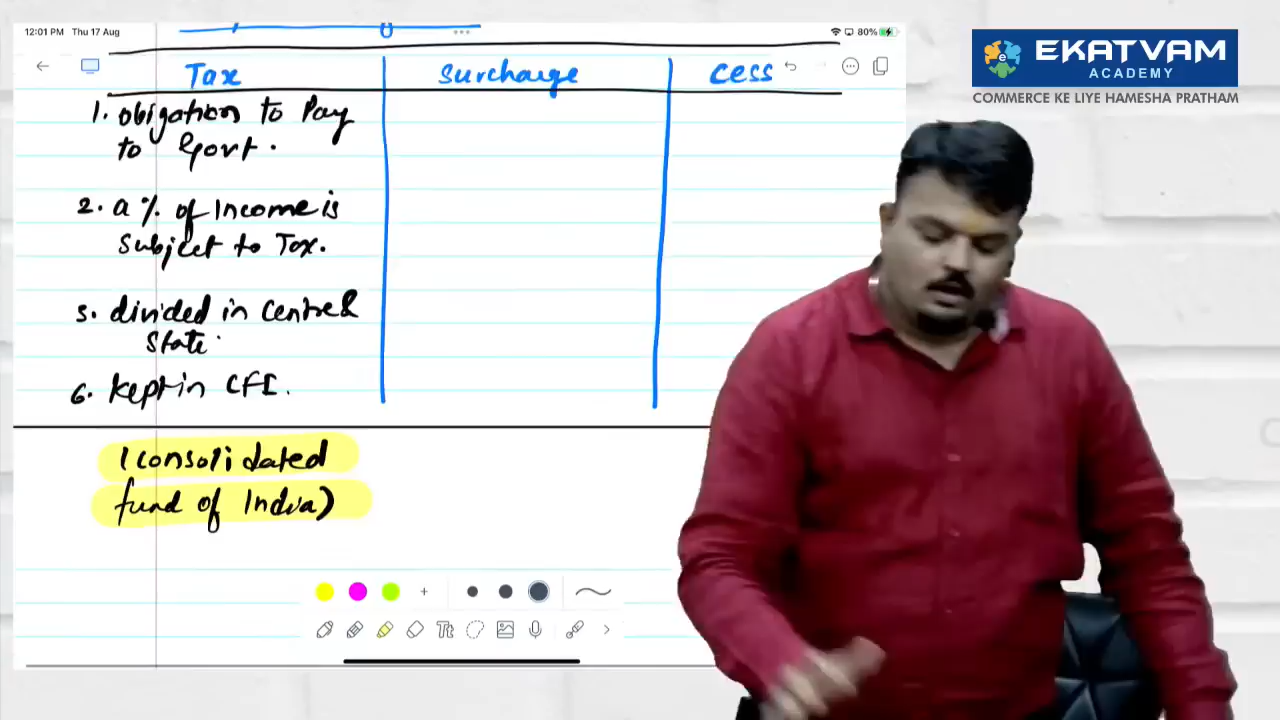 12:01 PM Thu 17 Aug
80%
EKATVAM
ACADEMY
COMMERCE KE LIYE HAMESHA PRATHAM
Tax Surcharge Cess
1. obligation to Pay
to Govt.
2. a % of Income is
Subject to Tax.
5. divided in Centre &
State.
6. kept in CFI.
(Consolidated
fund of India)
Tt